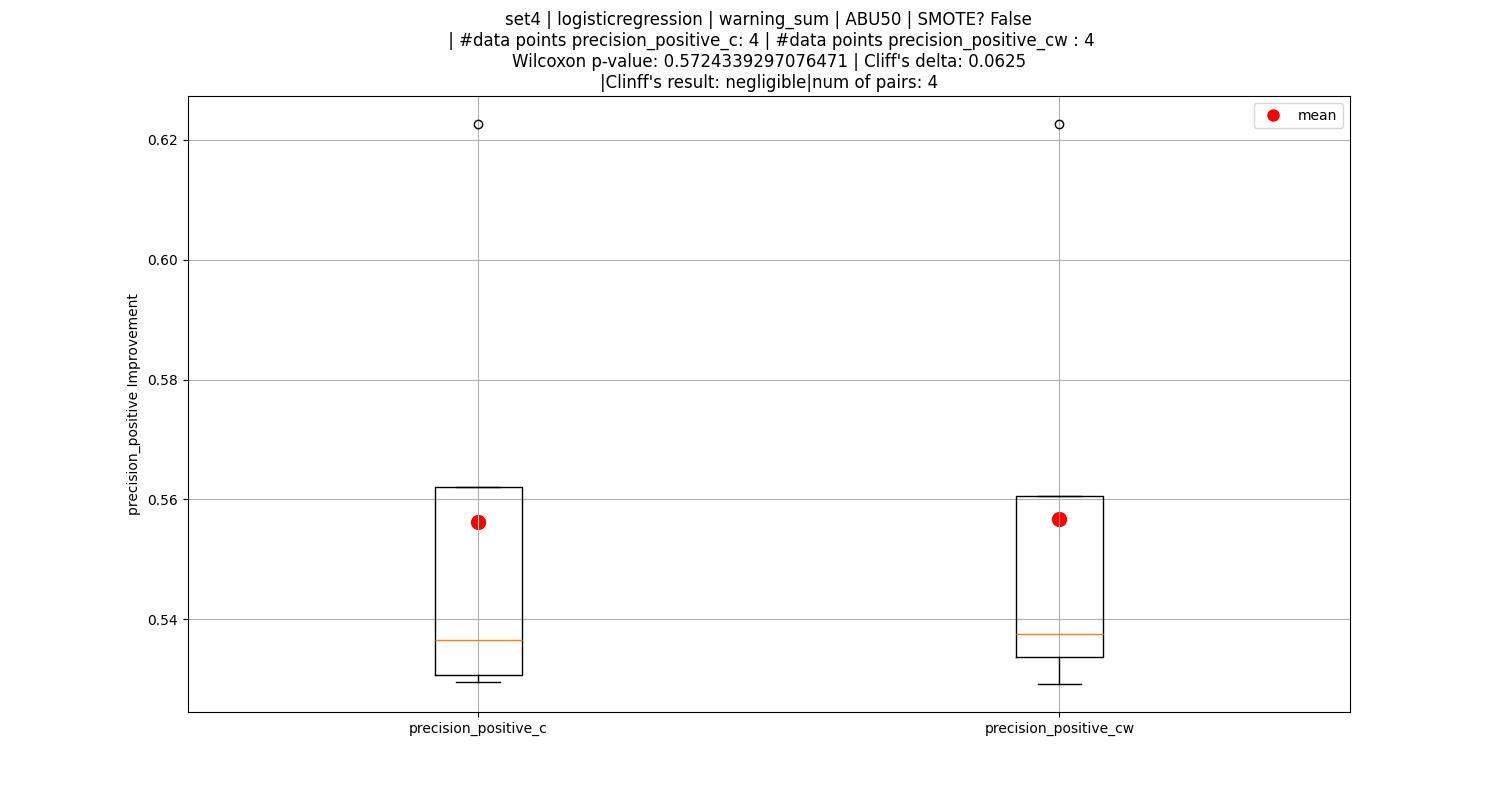 set4 | logisticregression | warning_sum | ABU50 | SMOTE? False
| #data points precision_positive_c: 4 | #data points precision_positive_cw : 4
Wilcoxon p-value: 0.5724339297076471 | Cliff's delta: 0.0625
|Clinff's result: negligible|num of pairs: 4
mean
0.62
0.60
0.58
0.56
0.54
precision_positive Improvement
precision_positive_c
precision_positive_cw